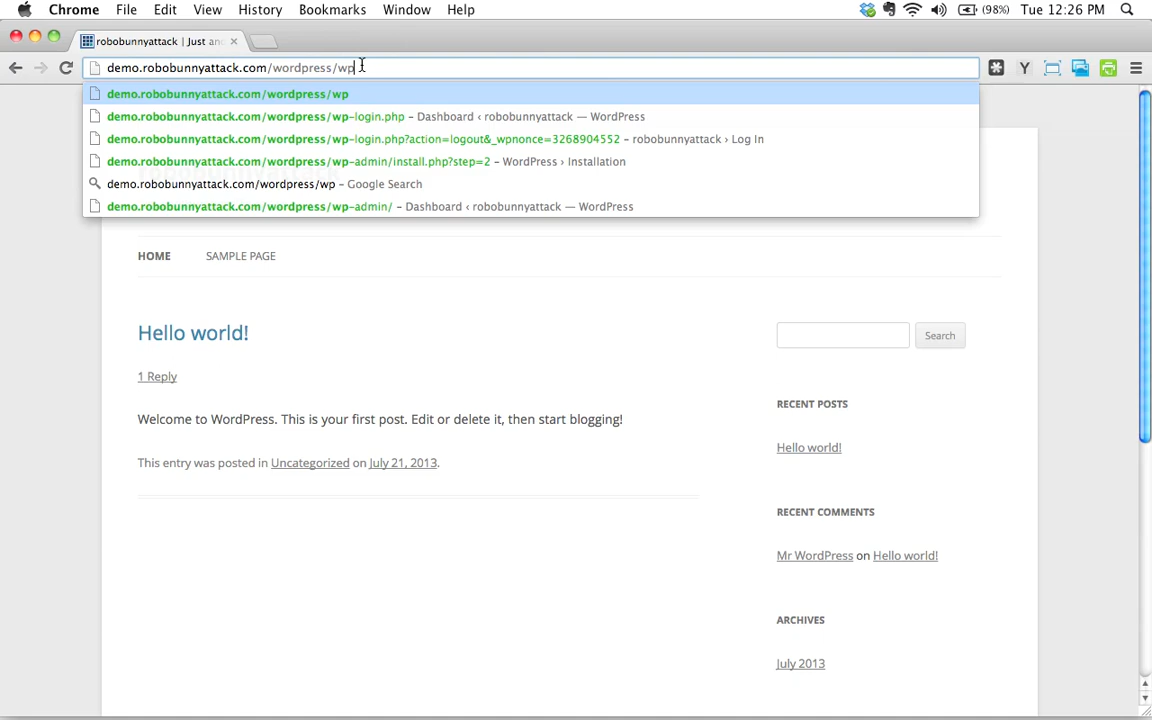 Chrome File Edit View History Bookmarks Window Help (98%) Tue 12:26 PM
robobunnyattack | Just an
demo.robobunnyattack.com/wordpress/wp
demo.robobunnyattack.com/wordpress/wp
demo.robobunnyattack.com/wordpress/wp-login.php – Dashboard ‹ robobunnyattack — WordPress
demo.robobunnyattack.com/wordpress/wp-login.php?action=logout&_wpnonce=3268904552 – robobunnyattack › Log In
demo.robobunnyattack.com/wordpress/wp-admin/install.php?step=2 – WordPress › Installation
demo.robobunnyattack.com/wordpress/wp – Google Search
demo.robobunnyattack.com/wordpress/wp-admin/ – Dashboard ‹ robobunnyattack — WordPress
HOME SAMPLE PAGE
Hello world!
1 Reply
Welcome to WordPress. This is your first post. Edit or delete it, then start blogging!
This entry was posted in Uncategorized on July 21, 2013.
Search
RECENT POSTS
Hello world!
RECENT COMMENTS
Mr WordPress on Hello world!
ARCHIVES
July 2013